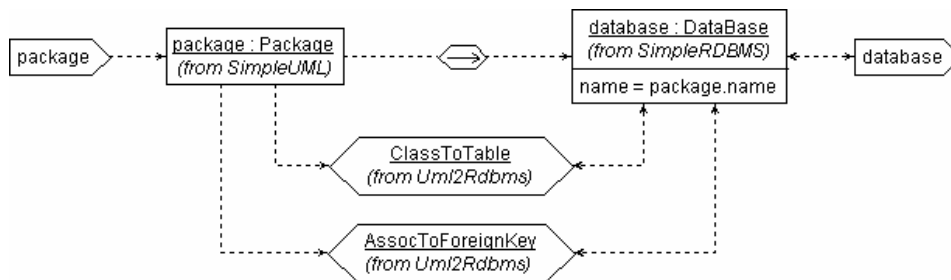 package
package : Package
(from SimpleUML)
database : DataBase
(from SimpleRDBMS)
name = package.name
database
ClassToTable
(from Uml2Rdbms)
AssocToForeignKey
(from Uml2Rdbms)